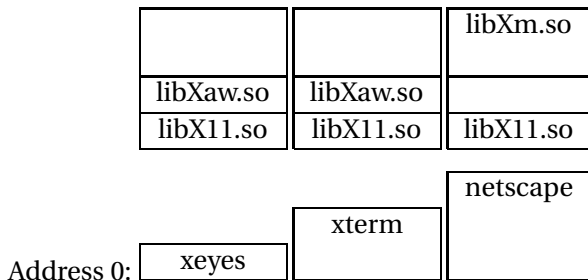 libXm.so
libXaw.so libXaw.so
libX11.so libX11.so libX11.so
netscape
xterm
Address 0: xeyes